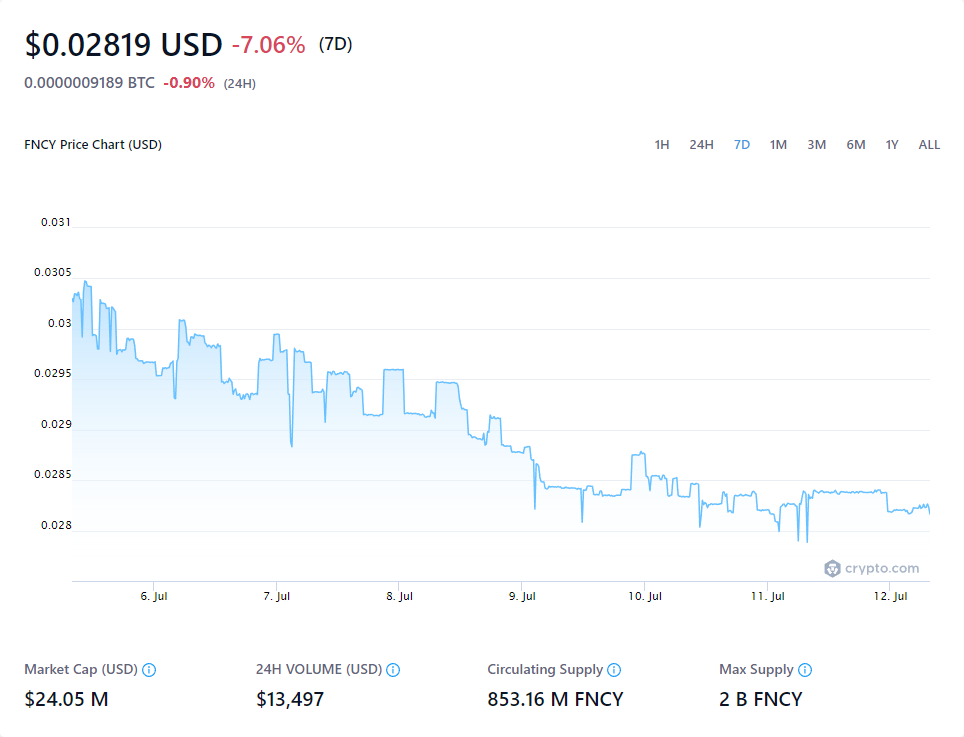 $0.02819 USD -7.06% (7D)
0.0000009189 BTC -0.90% (24H)
FNCY Price Chart (USD) 1H 24H 7D 1M 3M 6M 1Y ALL
0.031
0.0305
0.03
0.0295
0.029
0.0285
0.028
crypto.com
6. Jul 7. Jul 8. Jul 9. Jul 10. Jul 11. Jul 12. Jul
Market Cap (USD) 24H VOLUME (USD) Circulating Supply Max Supply
$24.05 M $13,497 853.16 M FNCY 2 B FNCY